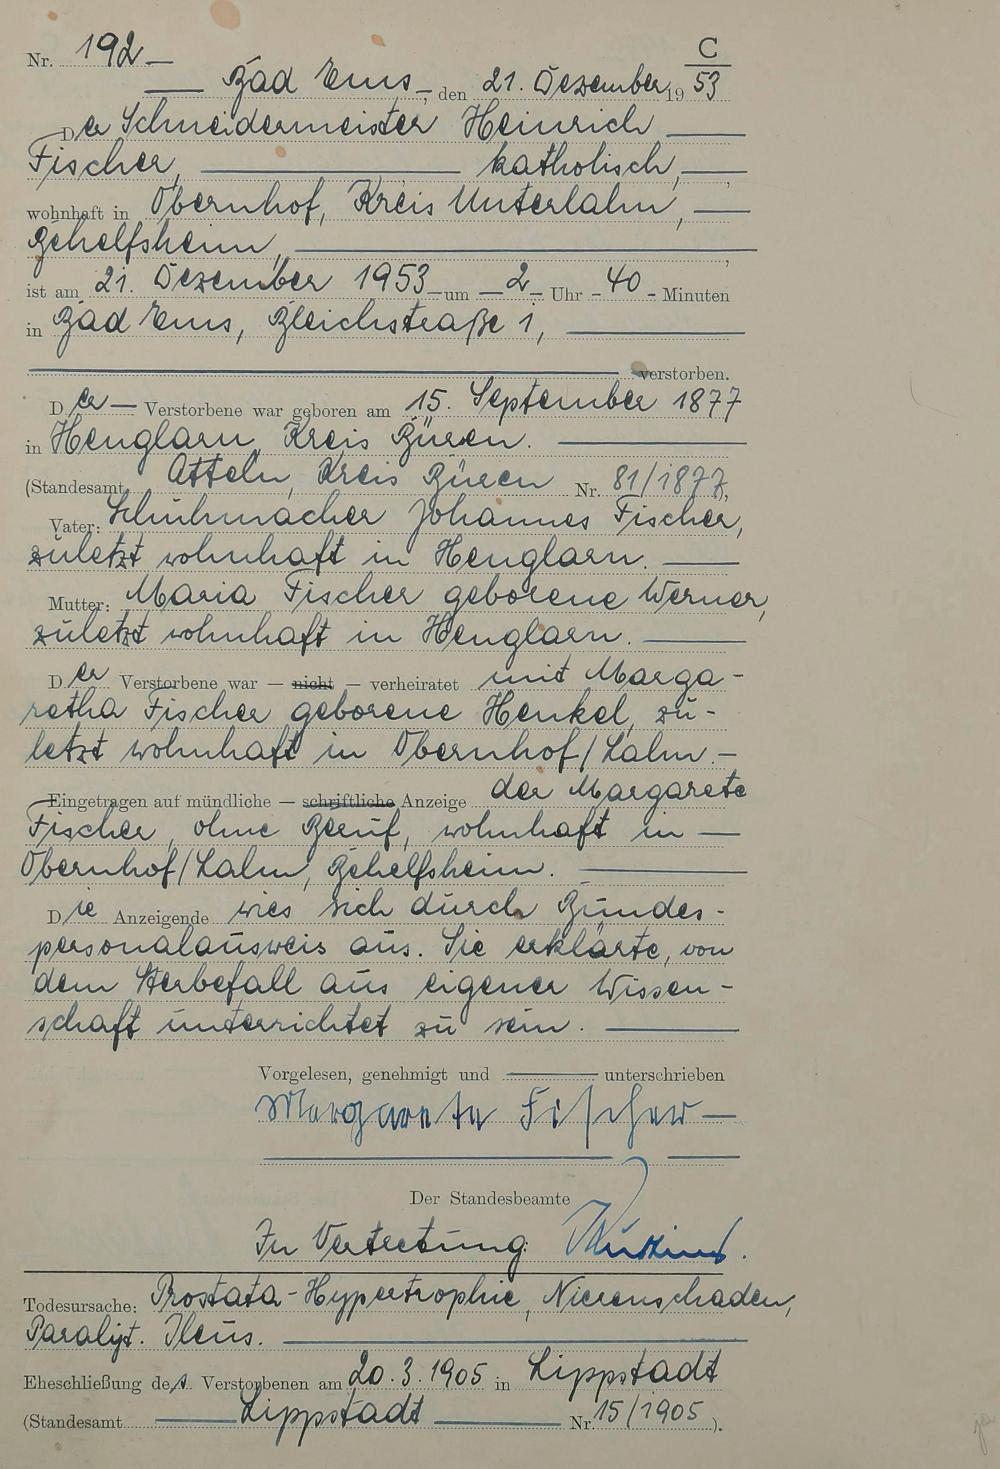 C
Nr. 192
Bad Ems, den 21. Dezember 1953
Der Schneidermeister Heinrich
Fischer, katholisch,
wohnhaft in Obernhof, Kreis Unterlahn,
Behelfsheim,
ist am 21. Dezember 1953 um 2 Uhr 40 Minuten
in Bad Ems, Bleichstraße 1,
verstorben.
Der Verstorbene war geboren am 15. September 1877
in Henglarn, Kreis Büren.
(Standesamt Atteln, Kreis Büren Nr. 81/1877),
Vater: Schuhmacher Johannes Fischer,
zuletzt wohnhaft in Henglarn.
Mutter: Maria Fischer geborene Werner,
zuletzt wohnhaft in Henglarn.
Der Verstorbene war — nicht — verheiratet mit Marga-
retha Fischer geborene Henkel, zu-
letzt wohnhaft in Obernhof/Lahn.
Eingetragen auf mündliche — schriftliche Anzeige der Margarete
Fischer, ohne Beruf, wohnhaft in
Obernhof/Lahn, Behelfsheim.
Die Anzeigende wies sich durch Bundes-
personalausweis aus. Sie erklärte, von
dem Sterbefall aus eigener Wissen-
schaft unterrichtet zu sein.
Vorgelesen, genehmigt und unterschrieben
Margareta Fischer
Der Standesbeamte
In Vertretung:
Todesursache: Prostata-Hypertrophie, Nierenschaden,
Paralyt. Ileus.
Eheschließung des Verstorbenen am 20.3.1905 in Lippstadt
(Standesamt Lippstadt Nr. 15/1905).